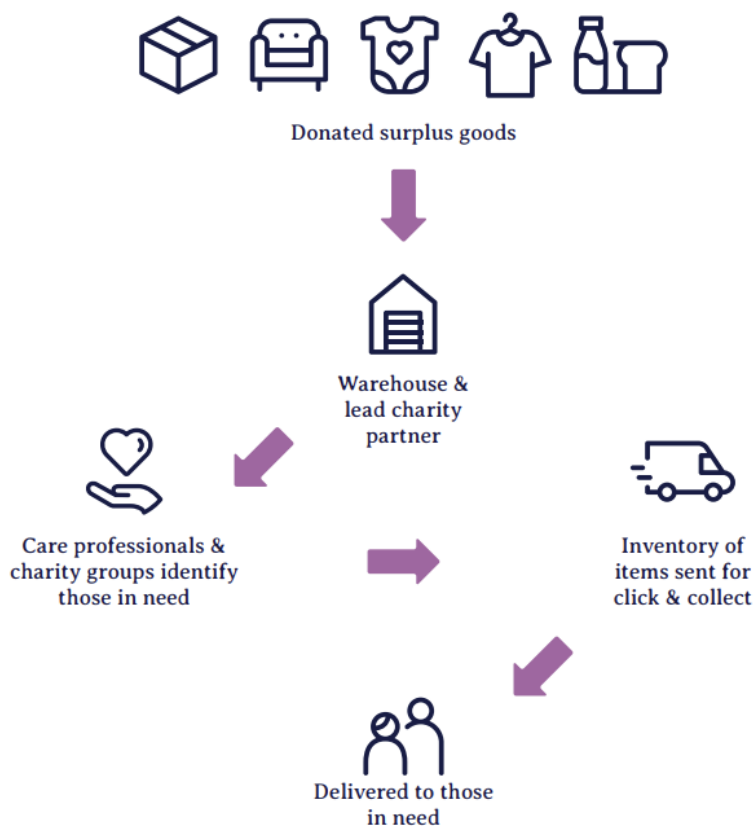 Donated surplus goods
Warehouse &
lead charity
partner
Care professionals &
charity groups identify
those in need
Inventory of
items sent for
click & collect
Delivered to those
in need